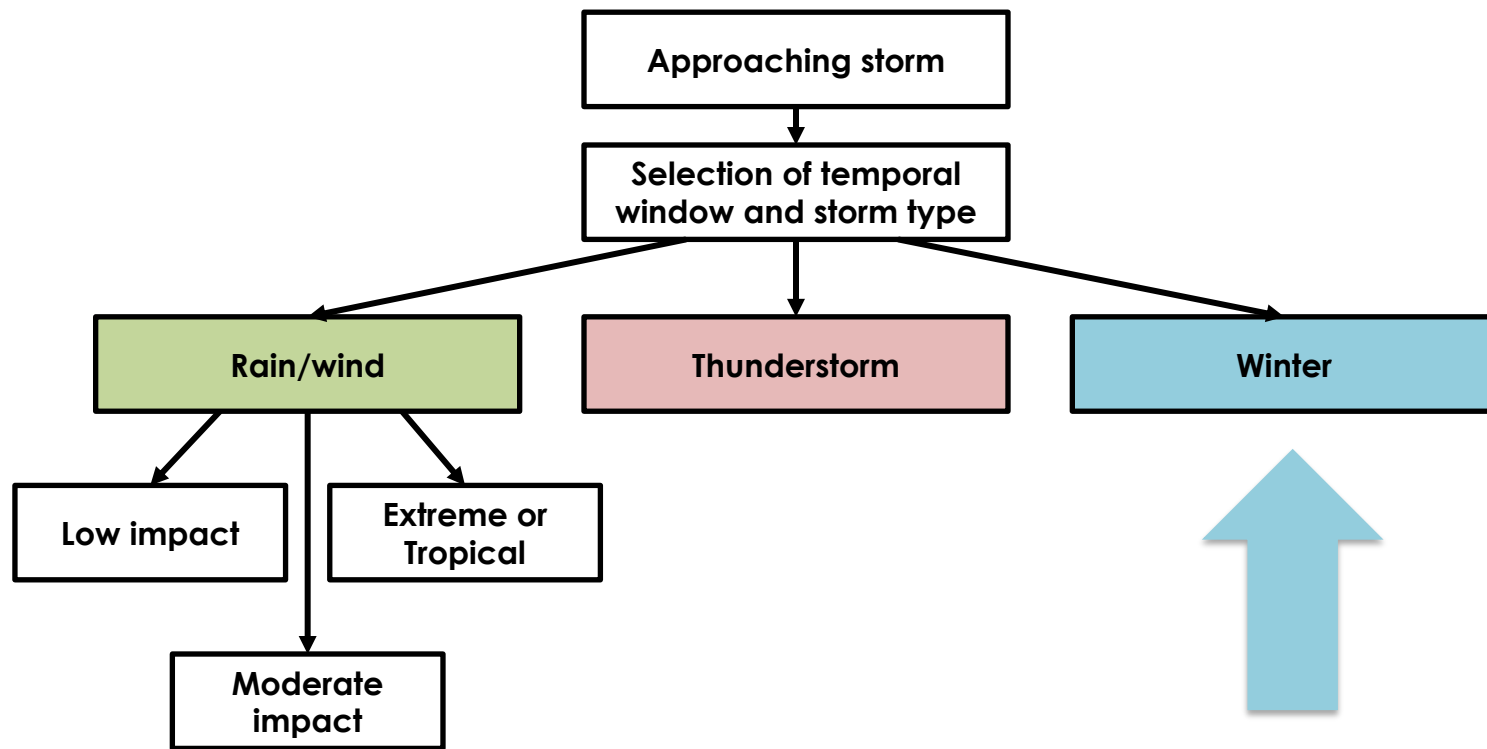 Approaching storm
Selection of temporal
window and storm type
Rain/wind
Thunderstorm
Winter
Low impact
Extreme or
Tropical
Moderate
impact